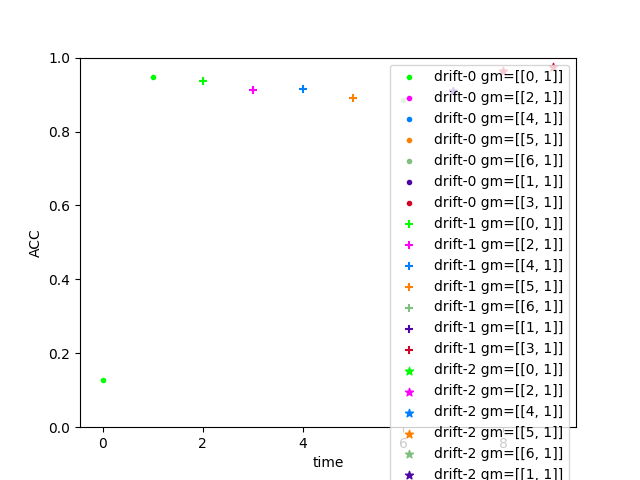 1.0
0.8
0.6
0.4
0.2
0.0
ACC
0
2
4
6
8
time
drift-0 gm=[[0, 1]]
drift-0 gm=[[2, 1]]
drift-0 gm=[[4, 1]]
drift-0 gm=[[5, 1]]
drift-0 gm=[[6, 1]]
drift-0 gm=[[1, 1]]
drift-0 gm=[[3, 1]]
drift-1 gm=[[0, 1]]
drift-1 gm=[[2, 1]]
drift-1 gm=[[4, 1]]
drift-1 gm=[[5, 1]]
drift-1 gm=[[6, 1]]
drift-1 gm=[[1, 1]]
drift-1 gm=[[3, 1]]
drift-2 gm=[[0, 1]]
drift-2 gm=[[2, 1]]
drift-2 gm=[[4, 1]]
drift-2 gm=[[5, 1]]
drift-2 gm=[[6, 1]]
drift-2 gm=[[1, 1]]